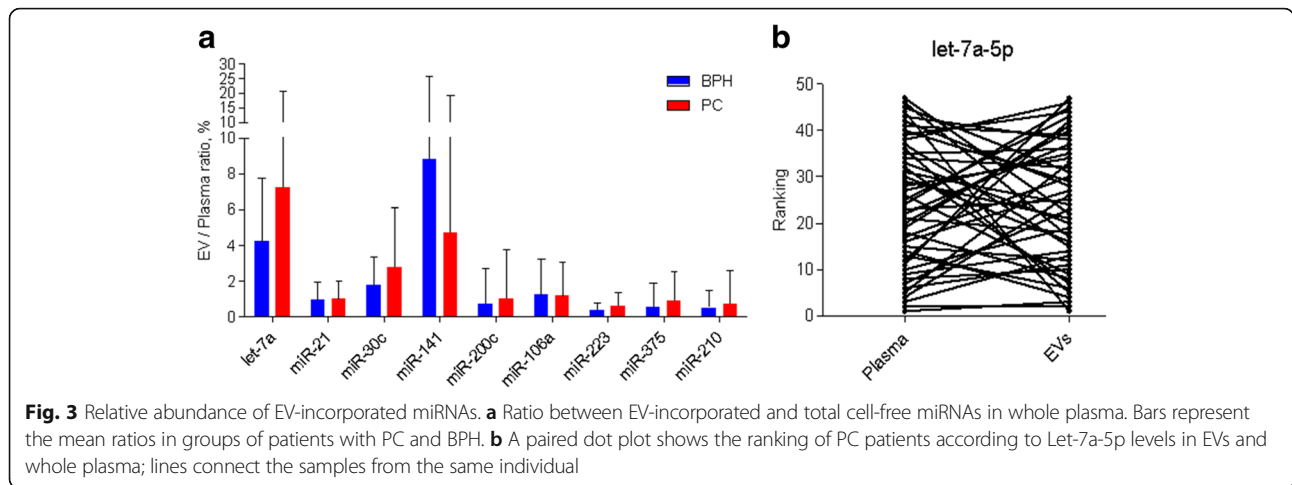 a
b
let-7a-5p
EV / Plasma ratio, %
30
25
20
15
10
10
8
6
4
2
0
BPH
PC
let-7a
miR-21
miR-30c
miR-141
miR-200c
miR-106a
miR-223
miR-375
miR-210
Ranking
50
40
30
20
10
0
Plasma
EVs
Fig. 3 Relative abundance of EV-incorporated miRNAs. a Ratio between EV-incorporated and total cell-free miRNAs in whole plasma. Bars represent
the mean ratios in groups of patients with PC and BPH. b A paired dot plot shows the ranking of PC patients according to Let-7a-5p levels in EVs and
whole plasma; lines connect the samples from the same individual